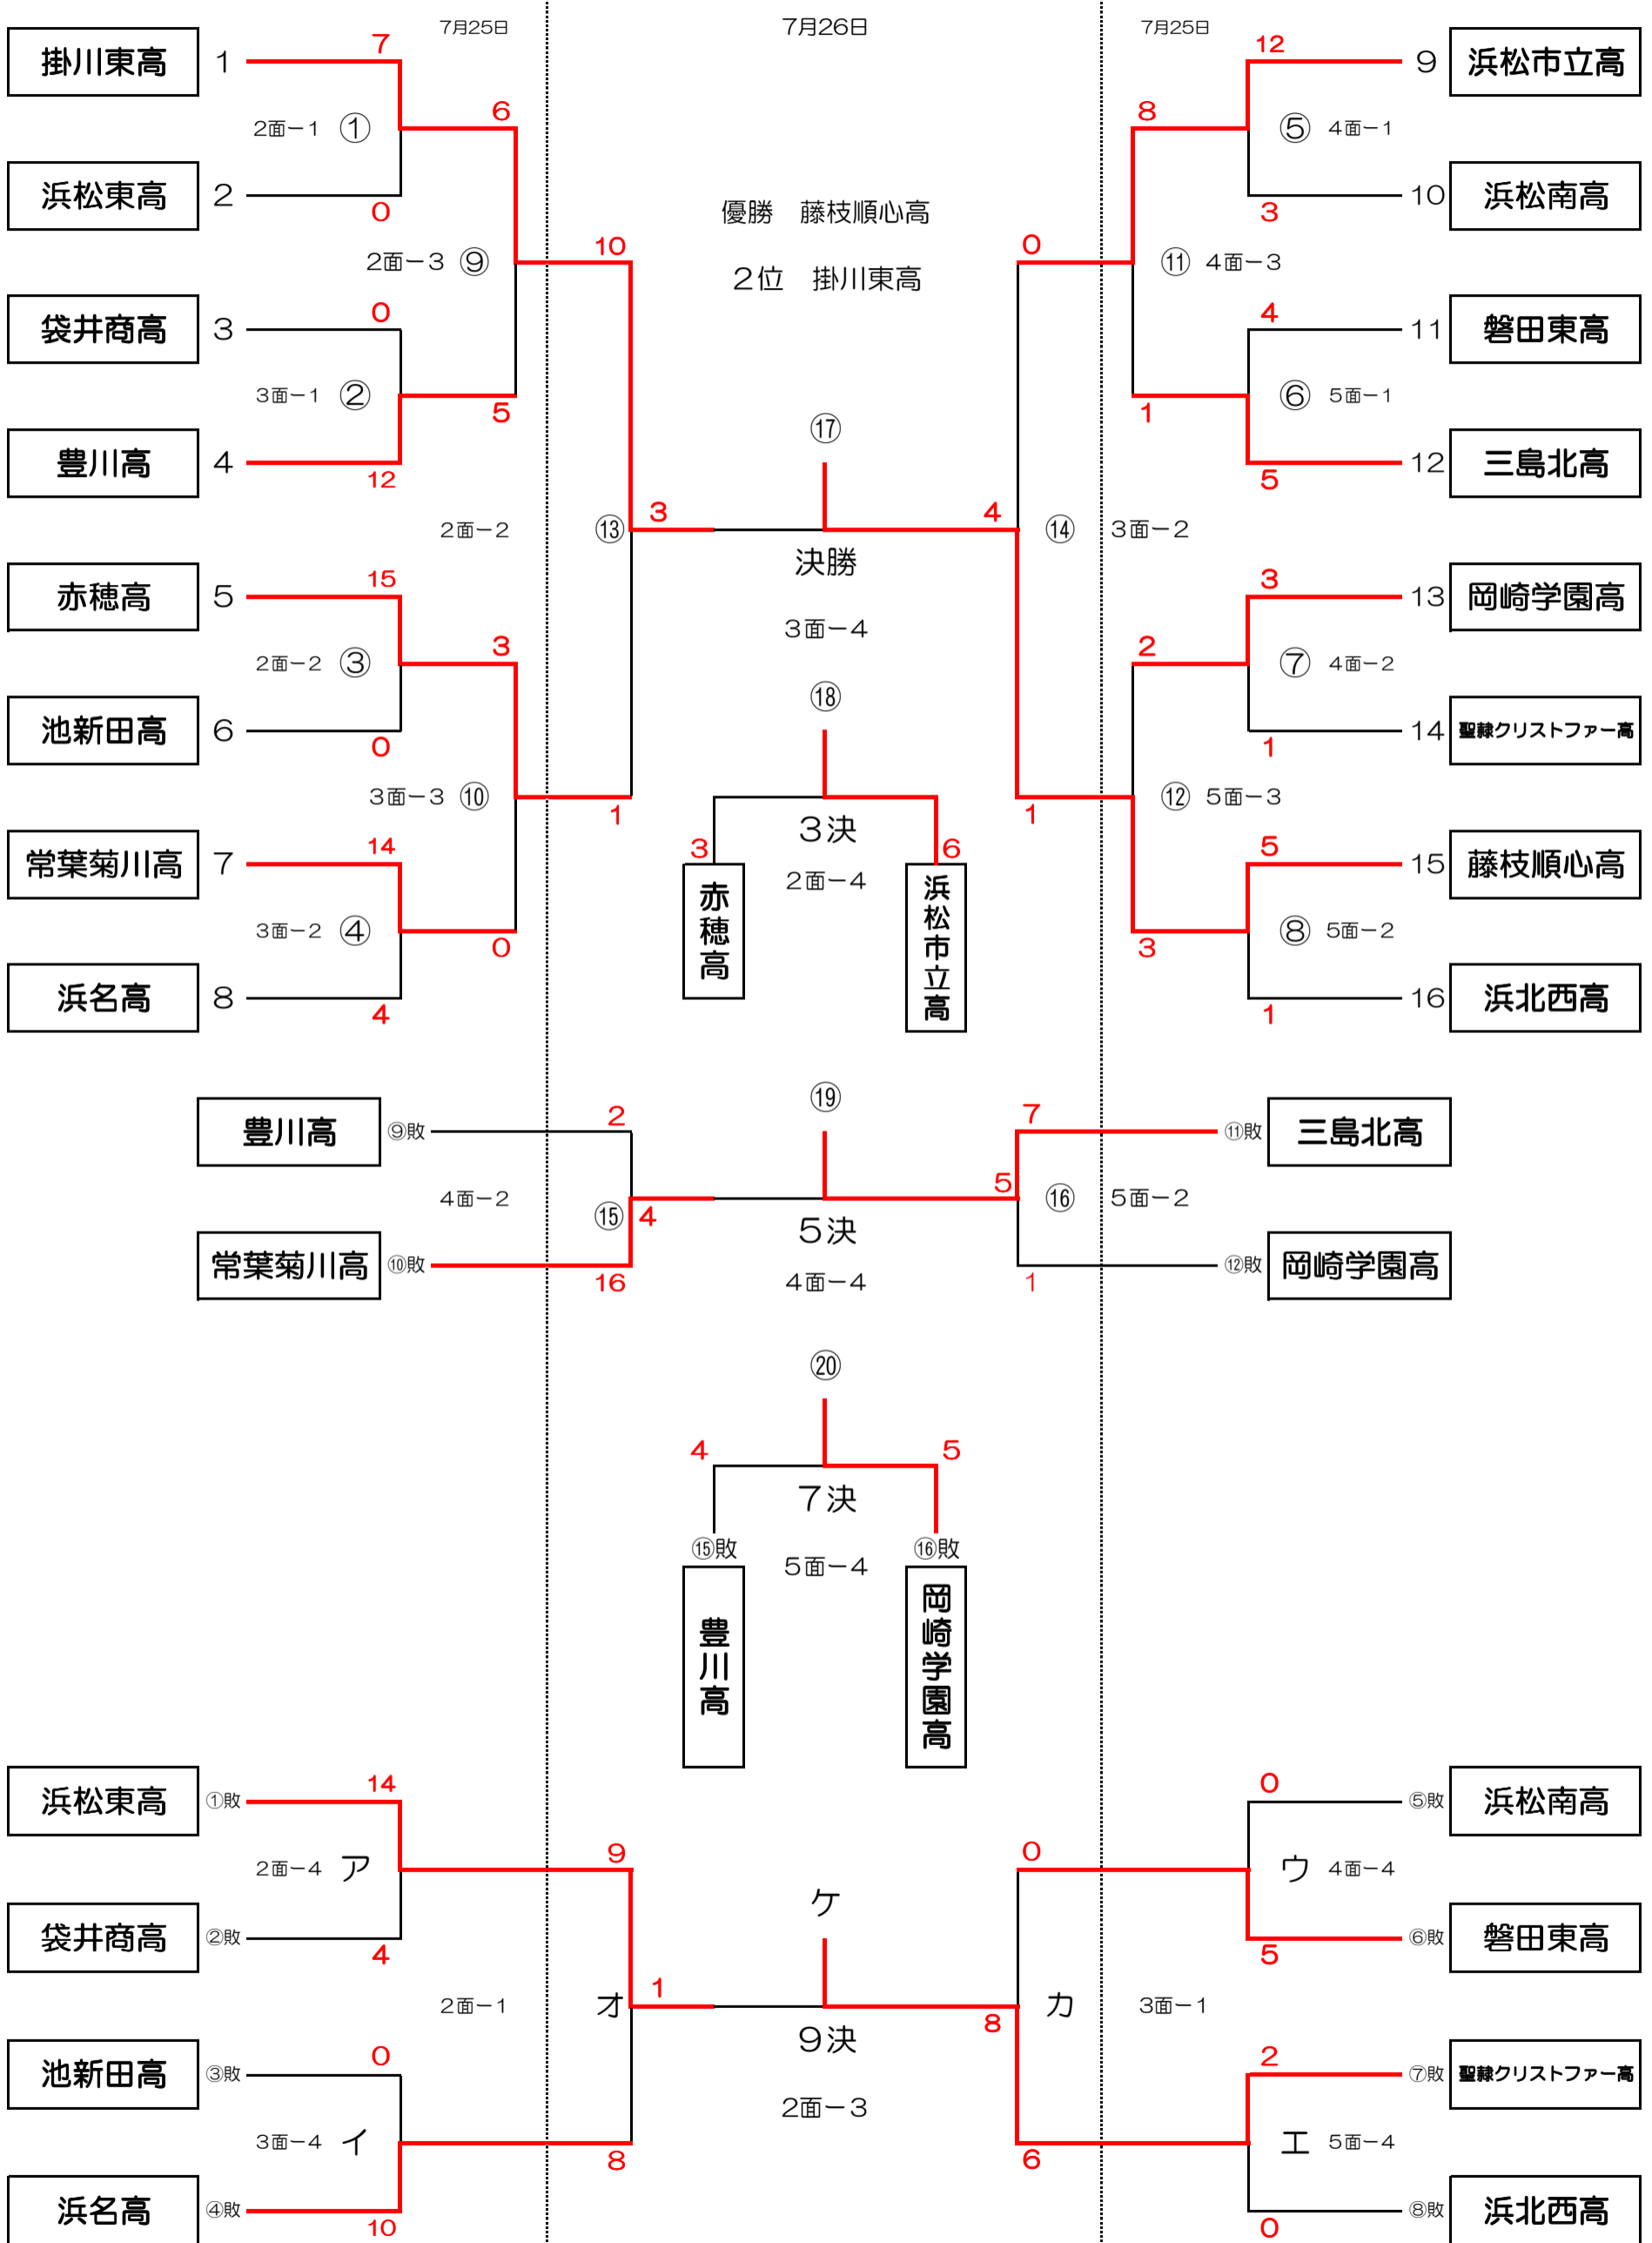 7月25日
7月26日
7月25日
掛川東高 1 7
12 9 浜松市立高
6
8
2面－1 ①
⑤ 4面－1
浜松東高 2 0
3 10 浜松南高
優勝　藤枝順心高
10
0
2面－3 ⑨
⑪ 4面－3
２位　掛川東高
袋井商高 3 0
4 11 磐田東高
3面－1 ②
5
1
⑥ 5面－1
⑰
豊川高 4 12
5 12 三島北高
2面－2 ⑬ 3
4 ⑭ 3面－2
決勝
赤穂高 5 15
3 13 岡崎学園高
3面－4
2面－2 ③ 3
2 ⑦ 4面－2
⑱
池新田高 6 0
1 14 聖隷クリストファー高
3面－3 ⑩
1
1
⑫ 5面－3
３決
常葉菊川高 7 14
5 15 藤枝順心高
3
6
2面－4
赤穂高
浜松市立高
3面－2 ④ 0
3 ⑧ 5面－2
浜名高 8 4
1 16 浜北西高
⑲
豊川高 ⑨敗 2
7 ⑪敗 三島北高
4面－2 ⑮ 4
5 ⑯ 5面－2
５決
常葉菊川高 ⑩敗 16
1 ⑫敗 岡崎学園高
4面－4
⑳
4
5
７決
⑮敗
⑯敗
5面－4
豊川高
岡崎学園高
浜松東高 ①敗 14
0 ⑤敗 浜松南高
2面－4 ア
9
0
ウ 4面－4
ケ
袋井商高 ②敗 4
5 ⑥敗 磐田東高
2面－1 オ 1
8 カ 3面－1
９決
池新田高 ③敗 0
2 ⑦敗 聖隷クリストファー高
2面－3
3面－4 イ
8
6
エ 5面－4
浜名高 ④敗 10
0 ⑧敗 浜北西高